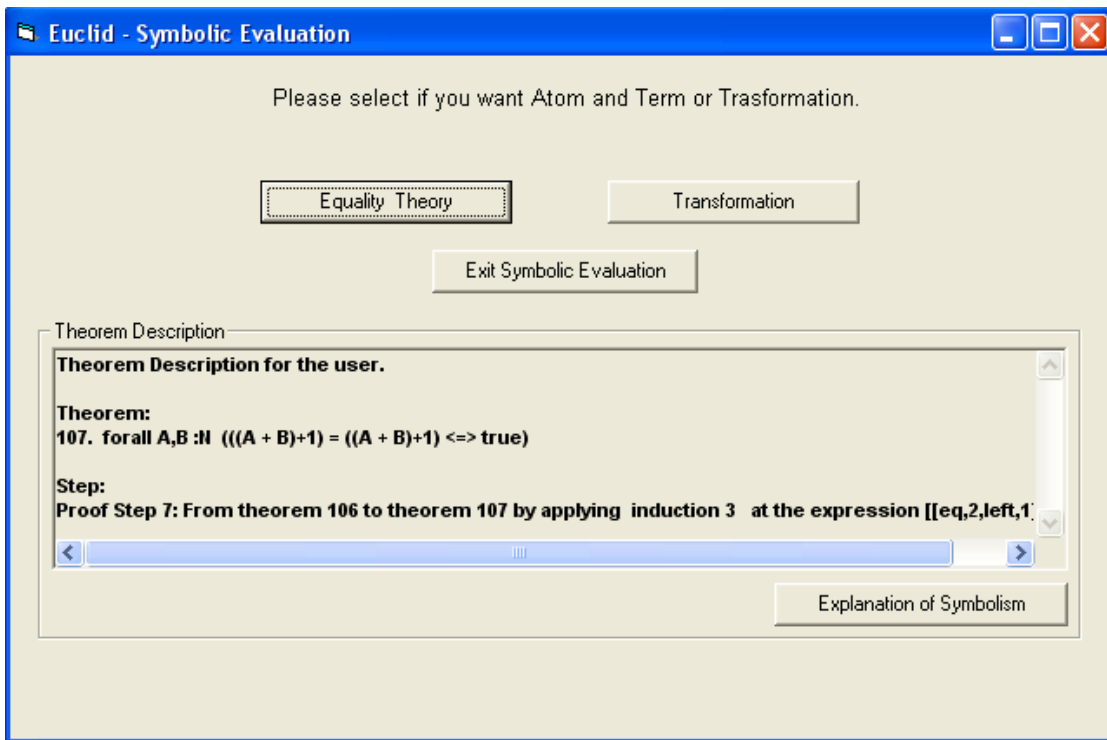 Euclid - Symbolic Evaluation
Please select if you want Atom and Term or Trasformation.
Equality Theory
Transformation
Exit Symbolic Evaluation
Theorem Description
Theorem Description for the user.
Theorem:
107. forall A,B :N (((A + B)+1) = ((A + B)+1) <=> true)
Step:
Proof Step 7: From theorem 106 to theorem 107 by applying induction 3 at the expression [[eq,2,left,1]
Explanation of Symbolism